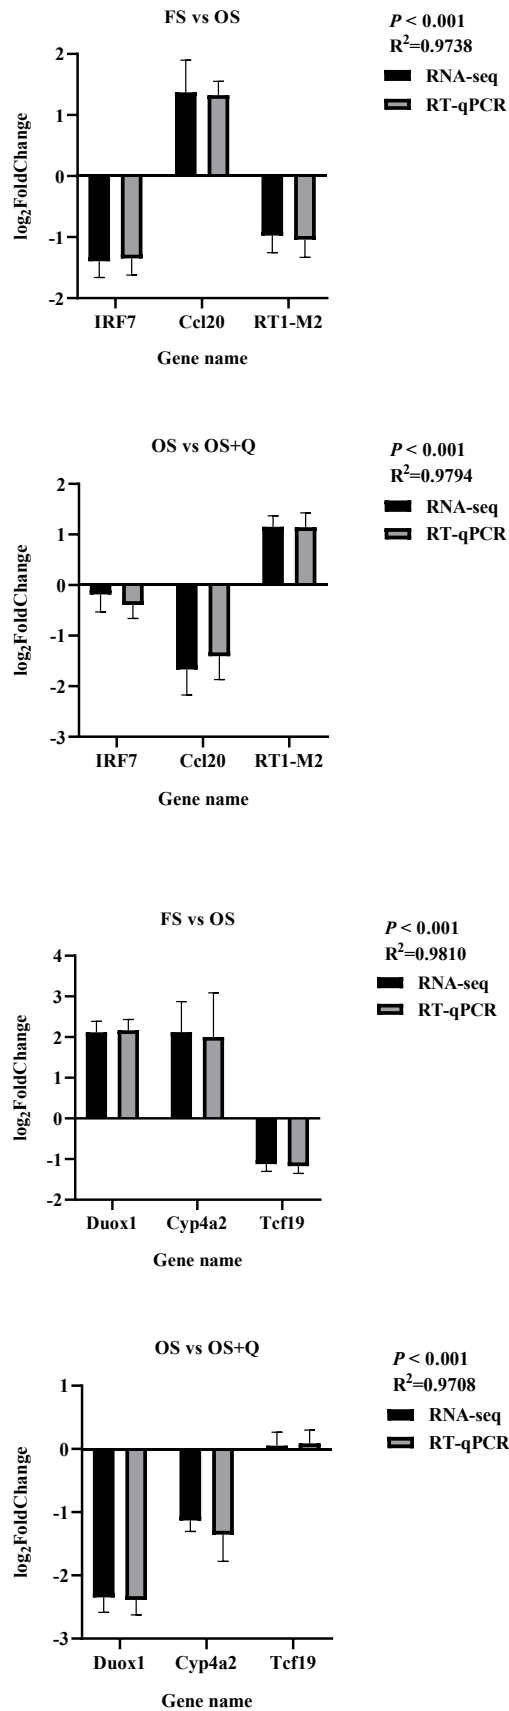 FS vs OS
P < 0.001
R²=0.9738
RNA-seq
RT-qPCR
log₂FoldChange
2
1
0
-1
-2
IRF7 Ccl20 RT1-M2
Gene name
OS vs OS+Q
P < 0.001
R²=0.9794
RNA-seq
RT-qPCR
log₂FoldChange
2
1
0
-1
-2
-3
IRF7 Ccl20 RT1-M2
Gene name
FS vs OS
P < 0.001
R²=0.9810
RNA-seq
RT-qPCR
log₂FoldChange
4
3
2
1
0
-1
-2
Duox1 Cyp4a2 Tcf19
Gene name
OS vs OS+Q
P < 0.001
R²=0.9708
RNA-seq
RT-qPCR
log₂FoldChange
1
0
-1
-2
-3
Duox1 Cyp4a2 Tcf19
Gene name